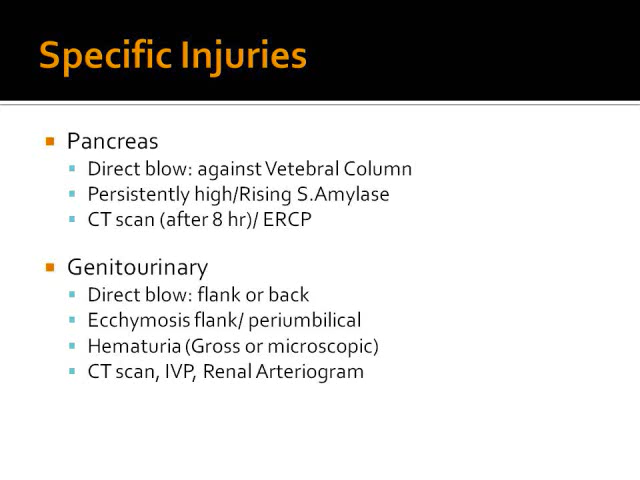 Specific Injuries
Pancreas
Direct blow: against Vetebral Column
Persistently high/Rising S.Amylase
CT scan (after 8 hr)/ ERCP
Genitourinary
Direct blow: flank or back
Ecchymosis flank/ periumbilical
Hematuria (Gross or microscopic)
CT scan, IVP, Renal Arteriogram